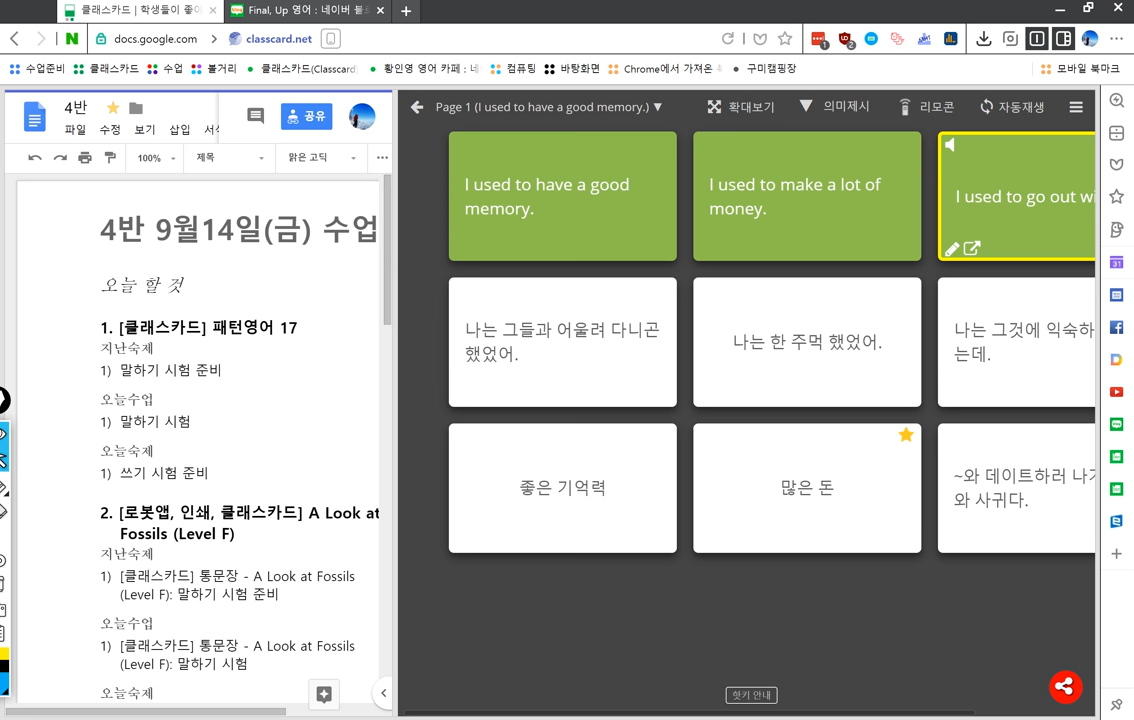 클래스카드 | 학생들이 좋아
Final, Up 영어 : 네이버 블로
docs.google.com
classcard.net
수업준비
클래스카드
수업
볼거리
클래스카드(Classcard
황인영 영어 카페 : 네
컴퓨팅
바탕화면
Chrome에서 가져온
구미캠핑장
모바일 북마크
4반
파일 수정 보기 삽입 서식
공유
100% 제목 맑은 고딕
4반 9월14일(금) 수업
오늘 할 것
1. [클래스카드] 패턴영어 17
지난숙제
1) 말하기 시험 준비
오늘수업
1) 말하기 시험
오늘숙제
1) 쓰기 시험 준비
2. [로봇앱, 인쇄, 클래스카드] A Look at
Fossils (Level F)
지난숙제
1) [클래스카드] 통문장 - A Look at Fossils
(Level F): 말하기 시험 준비
오늘수업
1) [클래스카드] 통문장 - A Look at Fossils
(Level F): 말하기 시험
오늘숙제
Page 1 (I used to have a good memory.) ▼
확대보기
의미제시
리모콘
자동재생
I used to have a good
memory.
I used to make a lot of
money.
I used to go out wi
나는 그들과 어울려 다니곤
했었어.
나는 한 주먹 했었어.
나는 그것에 익숙하
는데.
좋은 기억력
많은 돈
~와 데이트하러 나가
와 사귀다.
핫키 안내
31